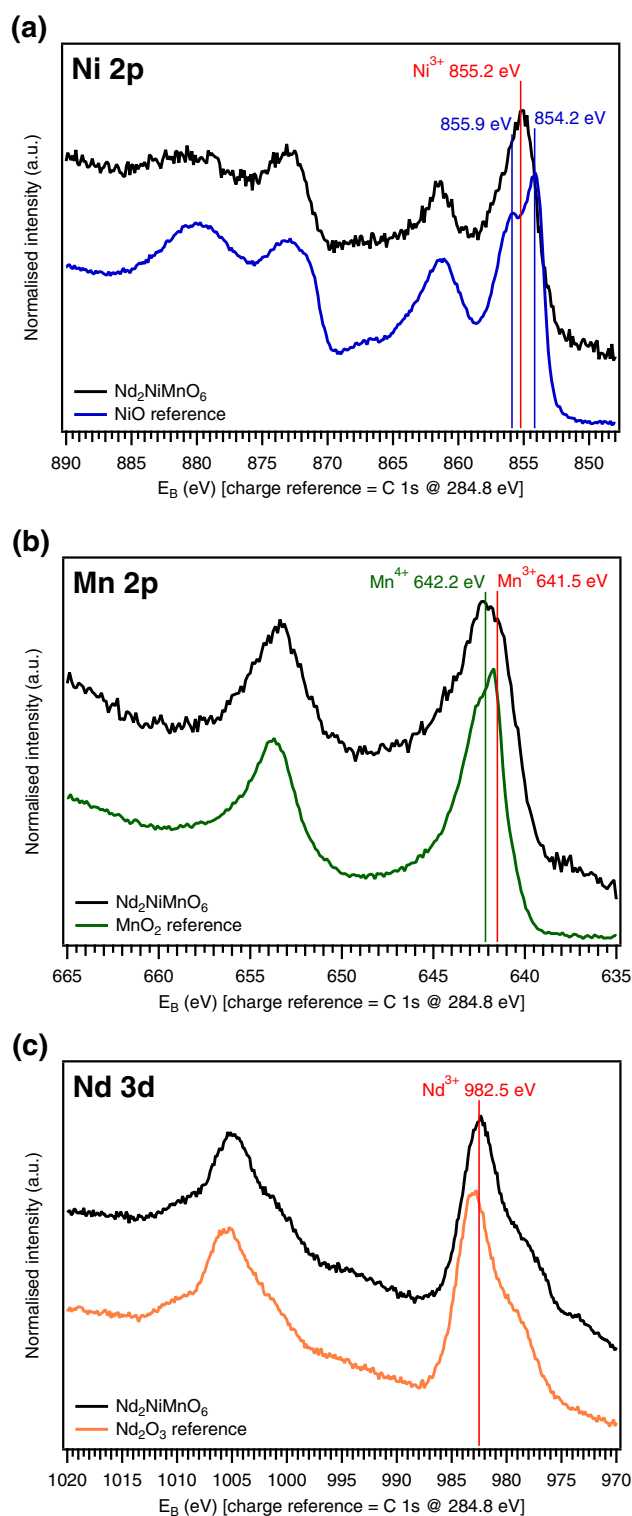 (a)
Ni 2p
Ni³⁺ 855.2 eV
855.9 eV
854.2 eV
Normalised intensity (a.u.)
Nd₂NiMnO₆
NiO reference
890 885 880 875 870 865 860 855 850
E_B (eV) [charge reference = C 1s @ 284.8 eV]
(b)
Mn 2p
Mn⁴⁺ 642.2 eV
Mn³⁺ 641.5 eV
Normalised intensity (a.u.)
Nd₂NiMnO₆
MnO₂ reference
665 660 655 650 645 640 635
E_B (eV) [charge reference = C 1s @ 284.8 eV]
(c)
Nd 3d
Nd³⁺ 982.5 eV
Normalised intensity (a.u.)
Nd₂NiMnO₆
Nd₂O₃ reference
1020 1015 1010 1005 1000 995 990 985 980 975 970
E_B (eV) [charge reference = C 1s @ 284.8 eV]